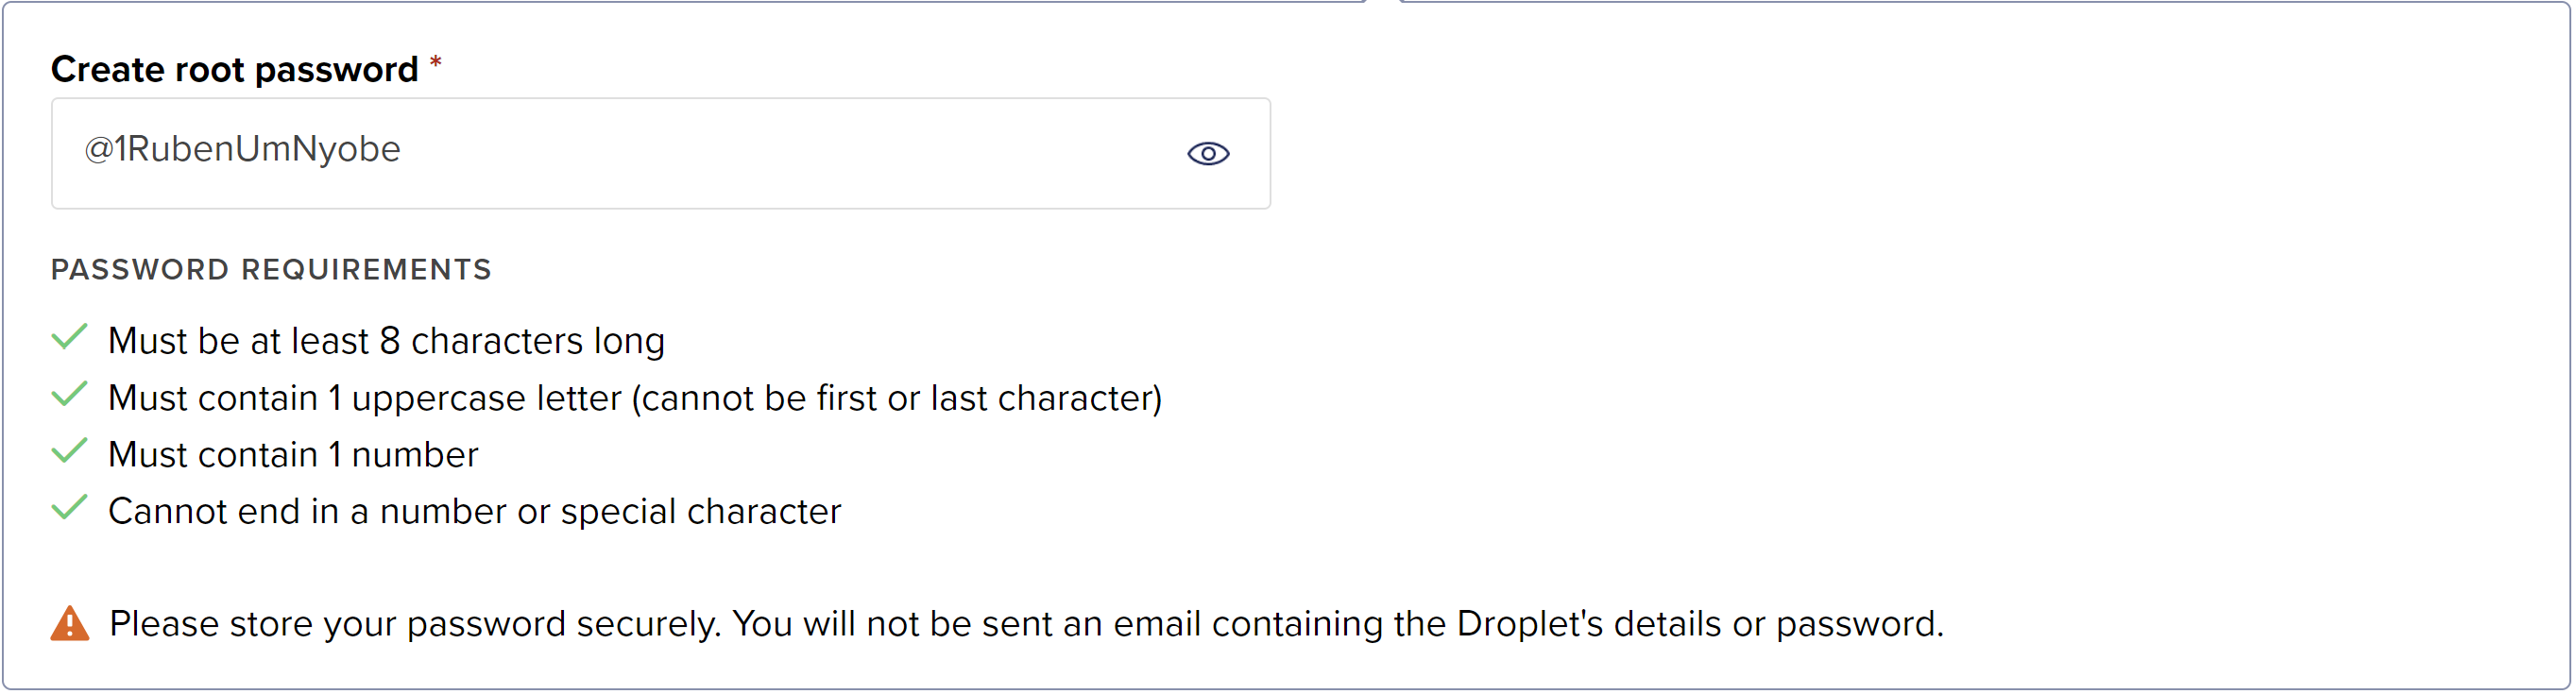 Create root password *
@1RubenUmNyobe
PASSWORD REQUIREMENTS
Must be at least 8 characters long
Must contain 1 uppercase letter (cannot be first or last character)
Must contain 1 number
Cannot end in a number or special character
Please store your password securely. You will not be sent an email containing the Droplet's details or password.